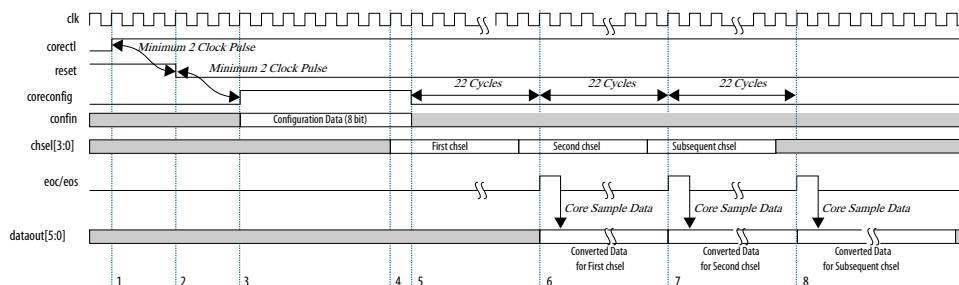 clk
corectl
Minimum 2 Clock Pulse
reset
Minimum 2 Clock Pulse
coreconfig
22 Cycles
22 Cycles
22 Cycles
confin
Configuration Data (8 bit)
chsel[3:0]
First chsel
Second chsel
Subsequent chsel
eoc/eos
Core Sample Data
Core Sample Data
Core Sample Data
dataout[5:0]
Converted Data
for First chsel
Converted Data
for Second chsel
Converted Data
for Subsequent chsel
1 2 3 4 5 6 7 8